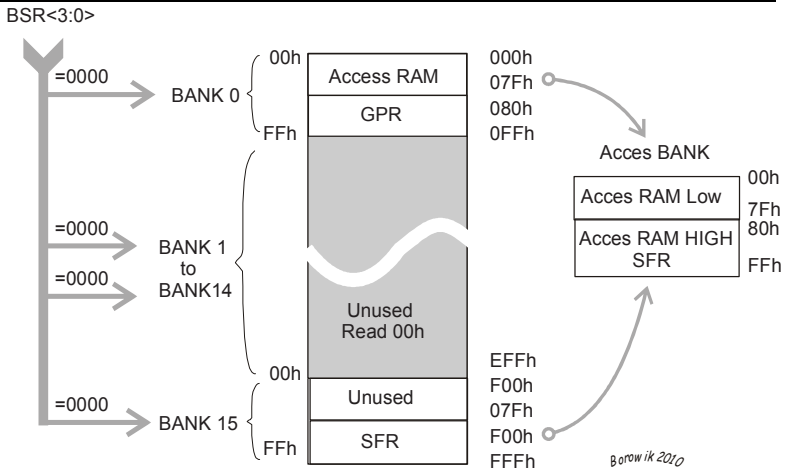 BSR<3:0>
=0000
BANK 0
00h
FFh
Access RAM
GPR
000h
07Fh
080h
0FFh
Acces BANK
Acces RAM Low
Acces RAM HIGH
SFR
00h
7Fh
80h
FFh
=0000
=0000
BANK 1
to
BANK14
Unused
Read 00h
=0000
BANK 15
00h
FFh
Unused
SFR
EFFh
F00h
07Fh
F00h
FFFh
Borowik 2010